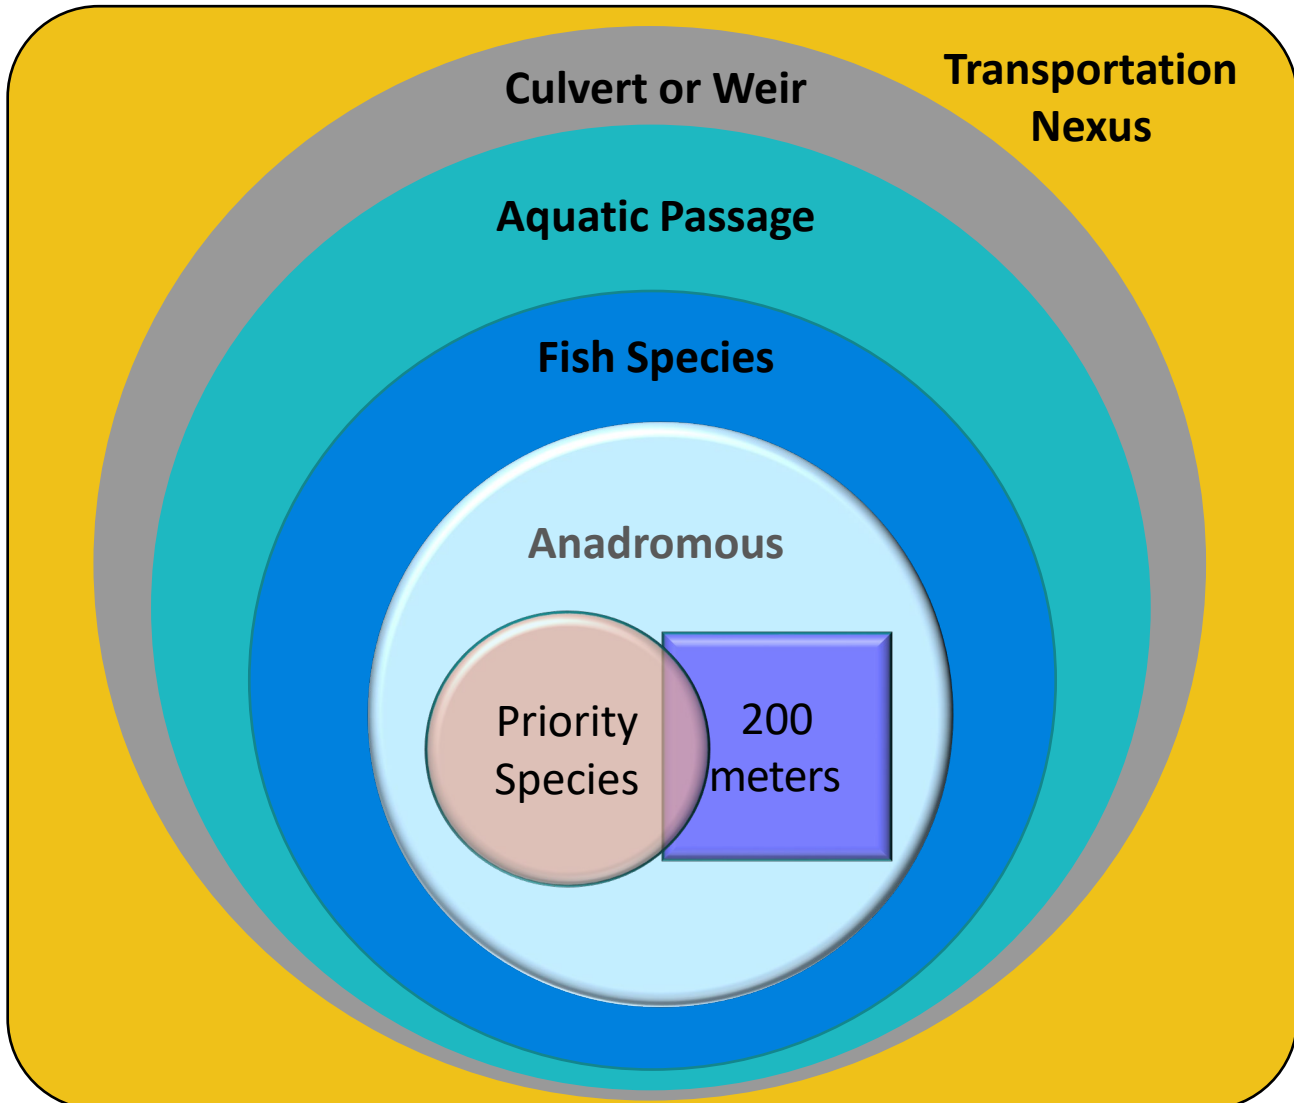 Transportation
Nexus
Culvert or Weir
Aquatic Passage
Fish Species
Anadromous
Priority
Species
200
meters